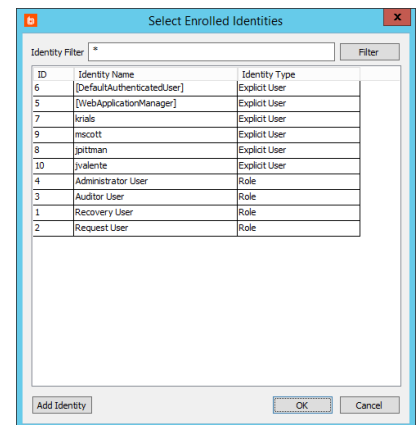 Select Enrolled Identities
x
Identity Filter * Filter
ID Identity Name Identity Type
6 [DefaultAuthenticatedUser] Explicit User
5 [WebApplicationManager] Explicit User
7 krials Explicit User
9 mscott Explicit User
8 jpittman Explicit User
10 jvalente Explicit User
4 Administrator User Role
3 Auditor User Role
1 Recovery User Role
2 Request User Role
Add Identity OK Cancel